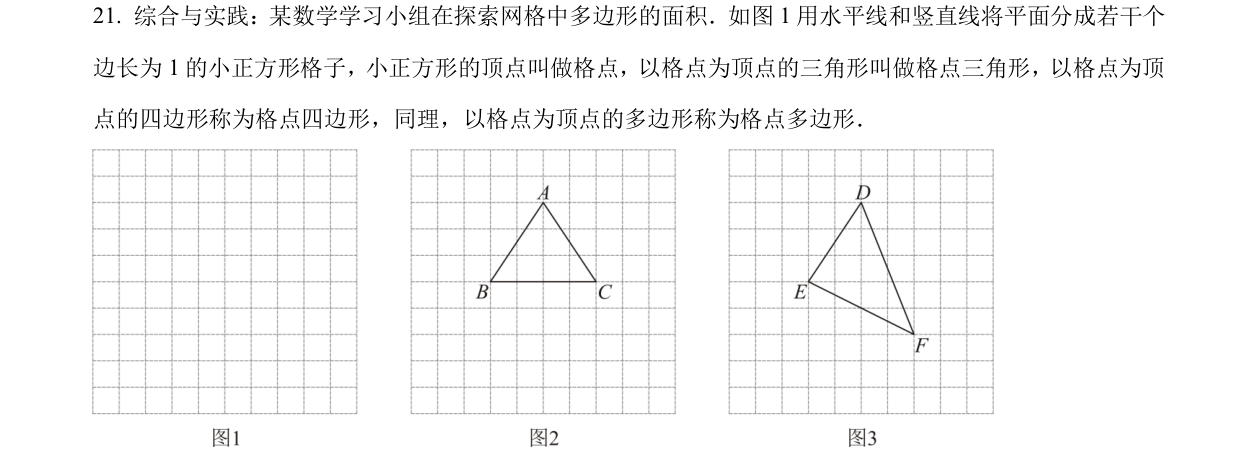 21. 综合与实践：某数学学习小组在探索网格中多边形的面积．如图 1 用水平线和竖直线将平面分成若干个
边长为 1 的小正方形格子，小正方形的顶点叫做格点，以格点为顶点的三角形叫做格点三角形，以格点为顶
点的四边形称为格点四边形，同理，以格点为顶点的多边形称为格点多边形．
A
D
B
C
E
F
图1
图2
图3